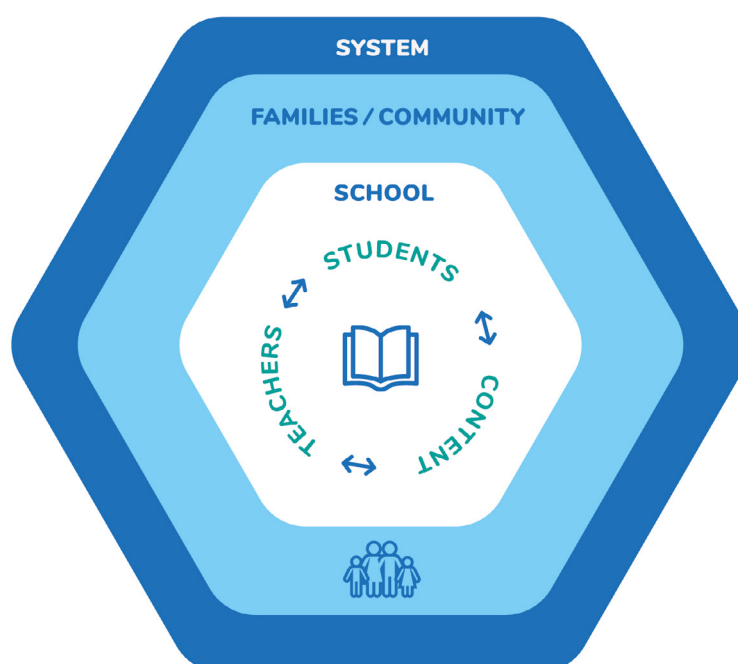 SYSTEM
FAMILIES / COMMUNITY
SCHOOL
STUDENTS
TEACHERS
CONTENT